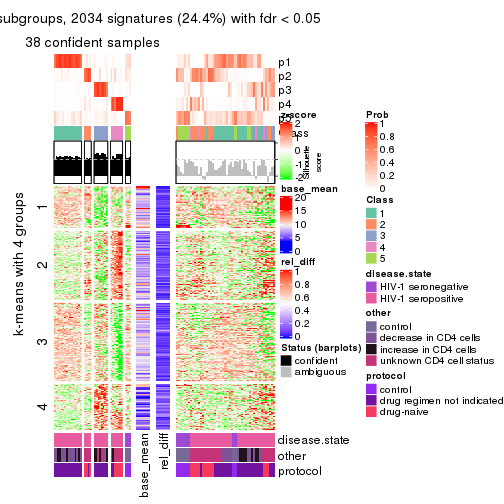 subgroups, 2034 signatures (24.4%) with fdr < 0.05
38 confident samples
p1
p2
p3
p4
p5
Class
Silhouette
score
k-means with 4 groups
1
2
3
4
z-score
2
1
0
-1
-2
base_mean
20
15
10
5
0
rel_diff
1
0.8
0.6
0.4
0.2
0
Status (barplots)
confident
ambiguous
disease.state
other
protocol
base_mean
rel_diff
Prob
1
0.8
0.6
0.4
0.2
0
Class
1
2
3
4
5
disease.state
HIV-1 seronegative
HIV-1 seropositive
other
control
decrease in CD4 cells
increase in CD4 cells
unknown CD4 cell status
protocol
control
drug regimen not indicated
drug-naive